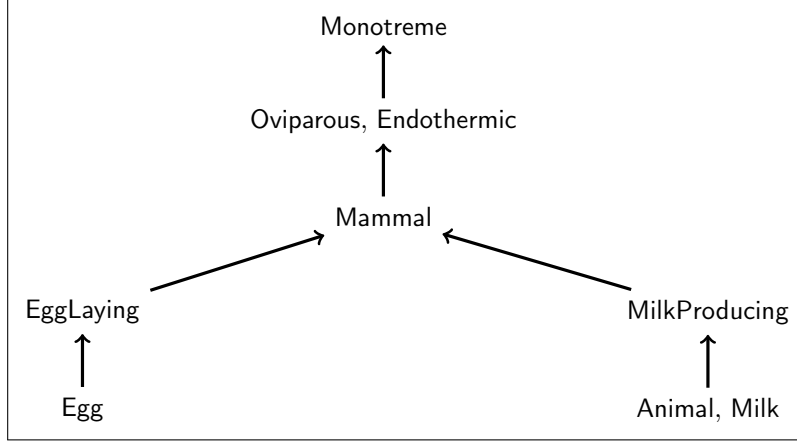 Monotreme
Oviparous, Endothermic
Mammal
EggLaying
MilkProducing
Egg
Animal, Milk